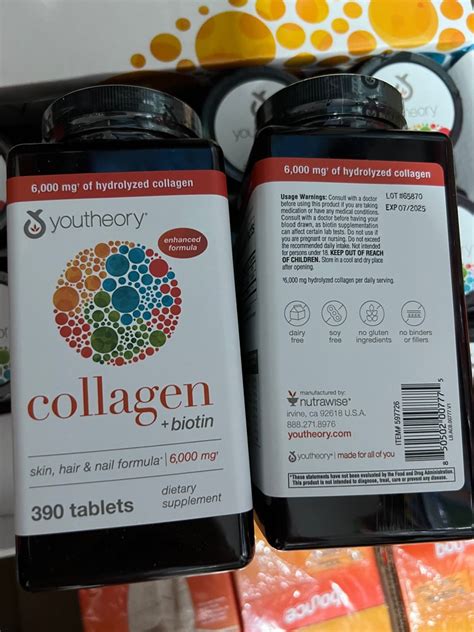 6,000 mg† of hydrolyzed collagen
youtheory®
enhanced
formula
collagen
+ biotin
skin, hair & nail formula* | 6,000 mg†
390 tablets
dietary
supplement
6,000 mg† of hydrolyzed collagen
Usage Warnings: Consult with a doctor
before using this product if you are taking
medication or have any medical conditions.
Consult with a doctor before having your
blood drawn, as biotin supplementation
can affect certain lab tests. Do not use if
you are pregnant or nursing. Do not exceed
the recommended daily intake. Not intended
for persons under 18. KEEP OUT OF REACH
OF CHILDREN. Store in a cool and dry place
after opening.
†6,000 mg hydrolyzed collagen per daily serving.
LOT #65870
EXP 07/2025
dairy
free
soy
free
no gluten
ingredients
no binders
or fillers
manufactured by:
nutrawise®
irvine, ca 92618 U.S.A.
888.271.8976
youtheory.com
youtheory® | made for all of you
ITEM# 597726
50502 00777 5
*These statements have not been evaluated by the Food and Drug Administration.
This product is not intended to diagnose, treat, cure or prevent any disease.
youtheory
bounce